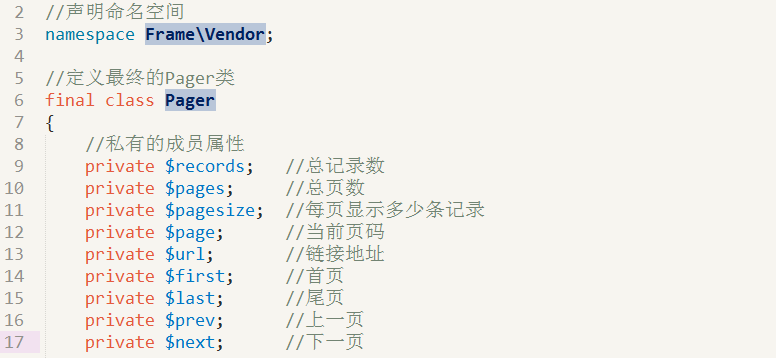 2 //声明命名空间
3 namespace Frame\Vendor;
4
5 //定义最终的Pager类
6 final class Pager
7 {
8 //私有的成员属性
9 private $records; //总记录数
10 private $pages; //总页数
11 private $pagesize; //每页显示多少条记录
12 private $page; //当前页码
13 private $url; //链接地址
14 private $first; //首页
15 private $last; //尾页
16 private $prev; //上一页
17 private $next; //下一页